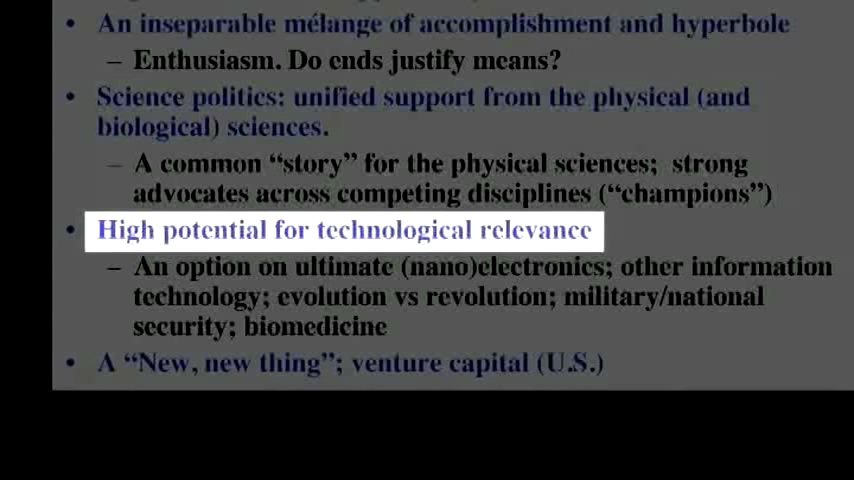 • An inseparable mélange of accomplishment and hyperbole
– Enthusiasm. Do ends justify means?
• Science politics: unified support from the physical (and
biological) sciences.
– A common “story” for the physical sciences; strong
advocates across competing disciplines (“champions”)
• High potential for technological relevance
– An option on ultimate (nano)electronics; other information
technology; evolution vs revolution; military/national
security; biomedicine
• A “New, new thing”; venture capital (U.S.)